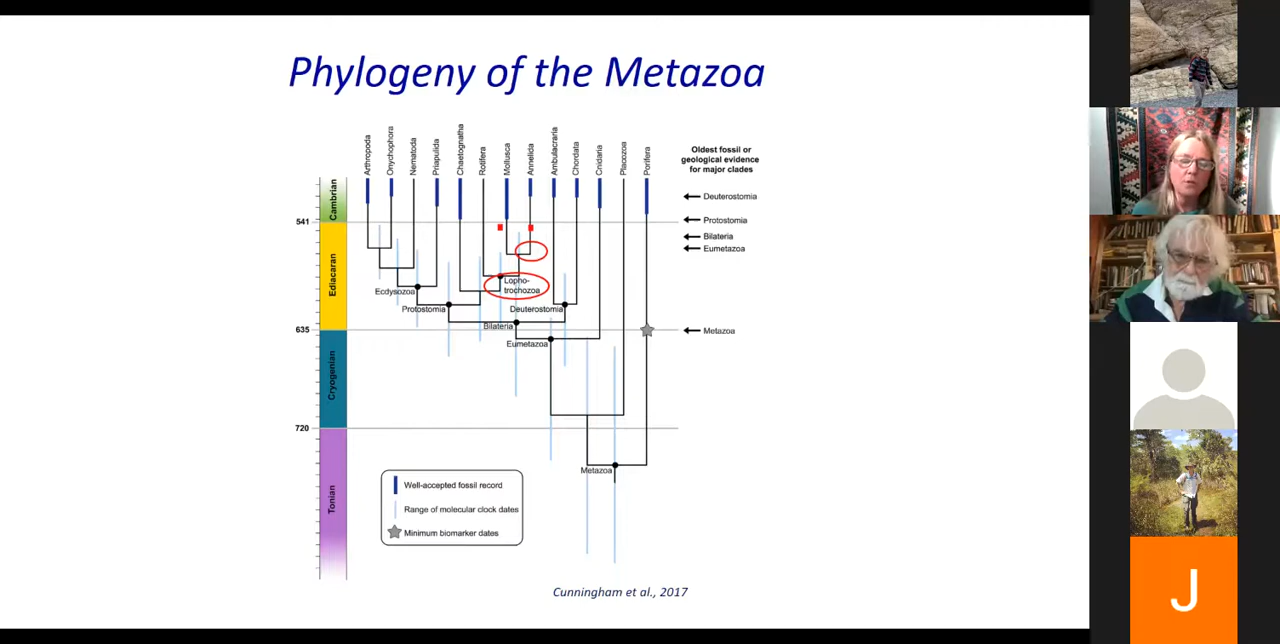 Phylogeny of the Metazoa
Arthropoda
Onychophora
Nematoda
Priapulida
Chaetognatha
Rotifera
Mollusca
Annelida
Ambulacraria
Chordata
Cnidaria
Placozoa
Porifera
Oldest fossil or
geological evidence
for major clades
Cambrian
Deuterostomia
541
Protostomia
Bilateria
Eumetazoa
Ediacaran
Lopho-
trochozoa
Ecdysozoa
Protostomia
Deuterostomia
Bilateria
635
Metazoa
Eumetazoa
Cryogenian
720
Metazoa
Tonian
Well-accepted fossil record
Range of molecular clock dates
Minimum biomarker dates
Cunningham et al., 2017
J